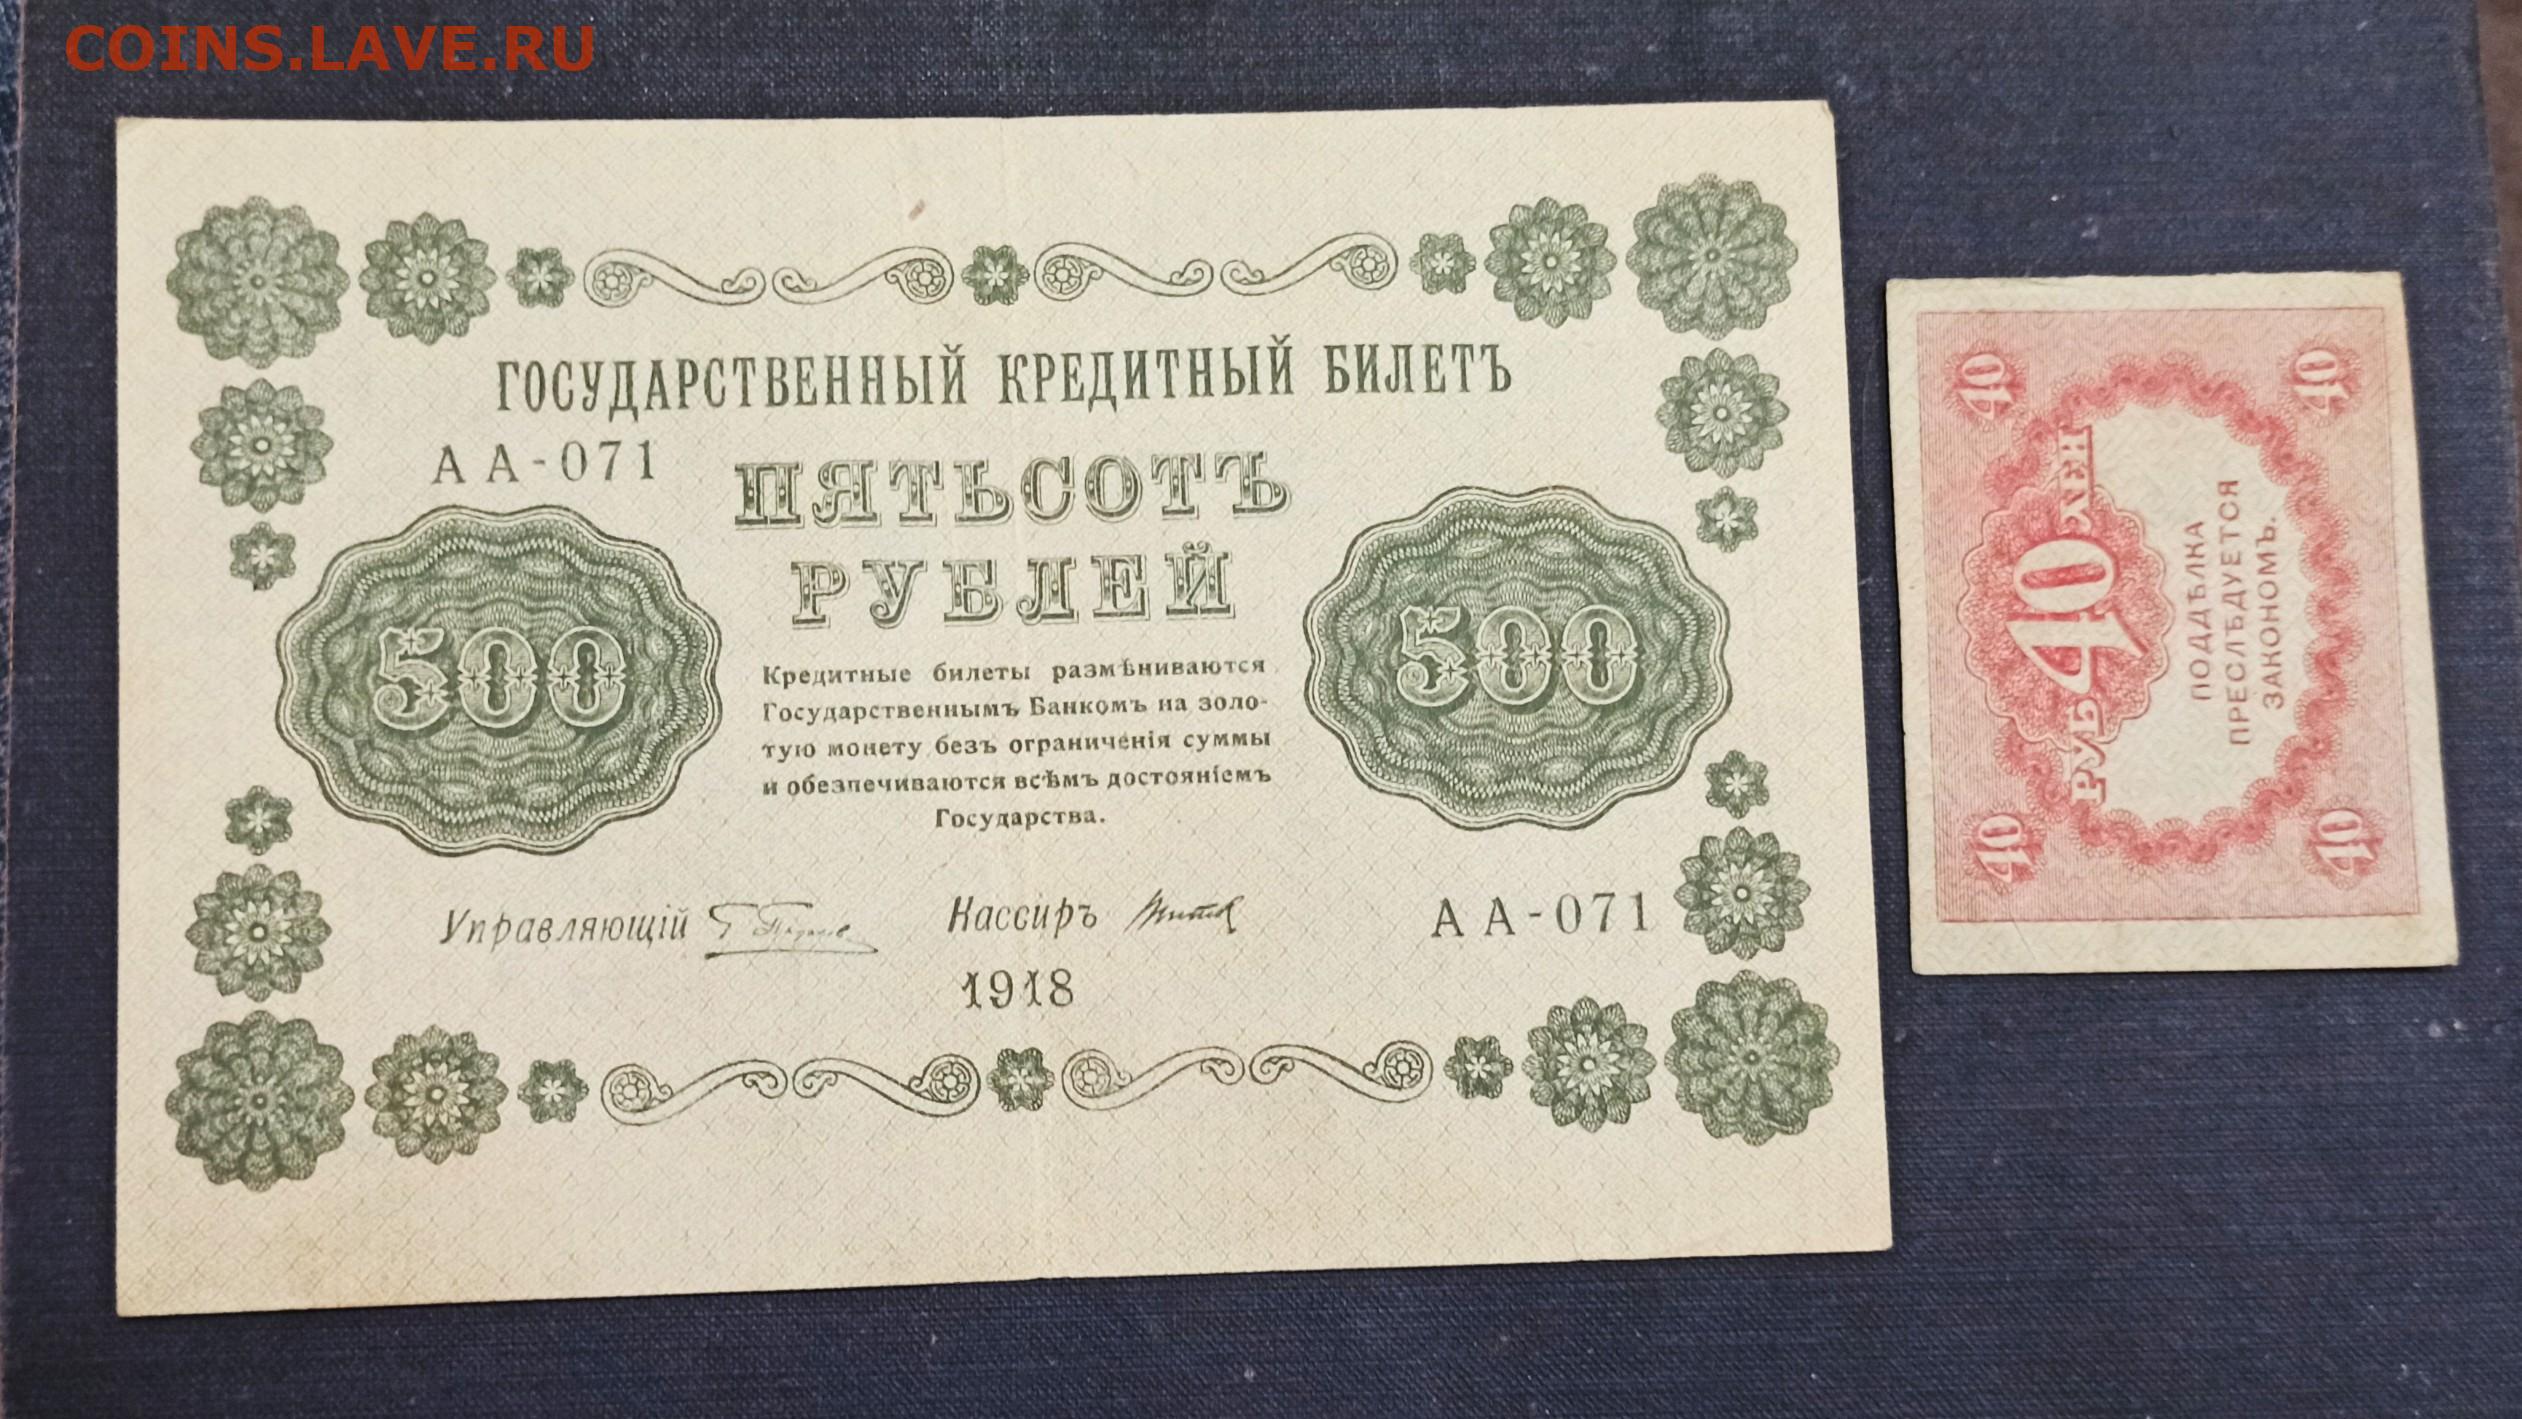 COINS.LAVE.RU
ГОСУДАРСТВЕННЫЙ КРЕДИТНЫЙ БИЛЕТЪ
АА-071
ПЯТЬСОТЪ
РУБЛЕЙ
500
500
Кредитные билеты размѣниваются
Государственнымъ Банкомъ на золо-
тую монету безъ ограниченія суммы
и обезпечиваются всѣмъ достояніемъ
Государства.
Управляющій
Кассиръ
АА-071
1918
40
40
40
40
РУБ 40 КЕН
ПОДДѢЛКА
ПРЕСЛѢДУЕТСЯ
ЗАКОНОМЪ.